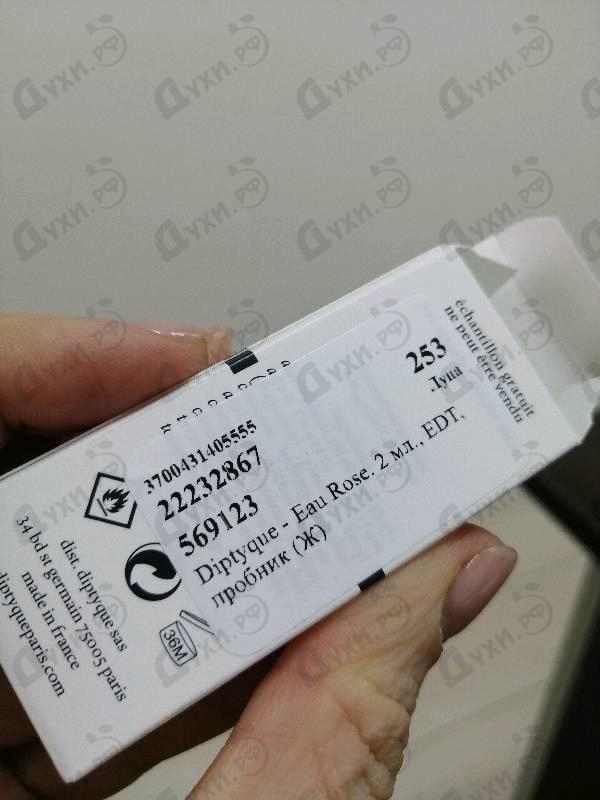 253
Луна
échantillon gratuit
ne peut être vendu
3700431405555
22232867
569123
Diptyque - Eau Rose. 2 мл., EDT,
пробник (Ж)
36M
dist. diptyque sas
34 bd st germain 75005 paris
made in france
diptyqueparis.com
Духи.рф